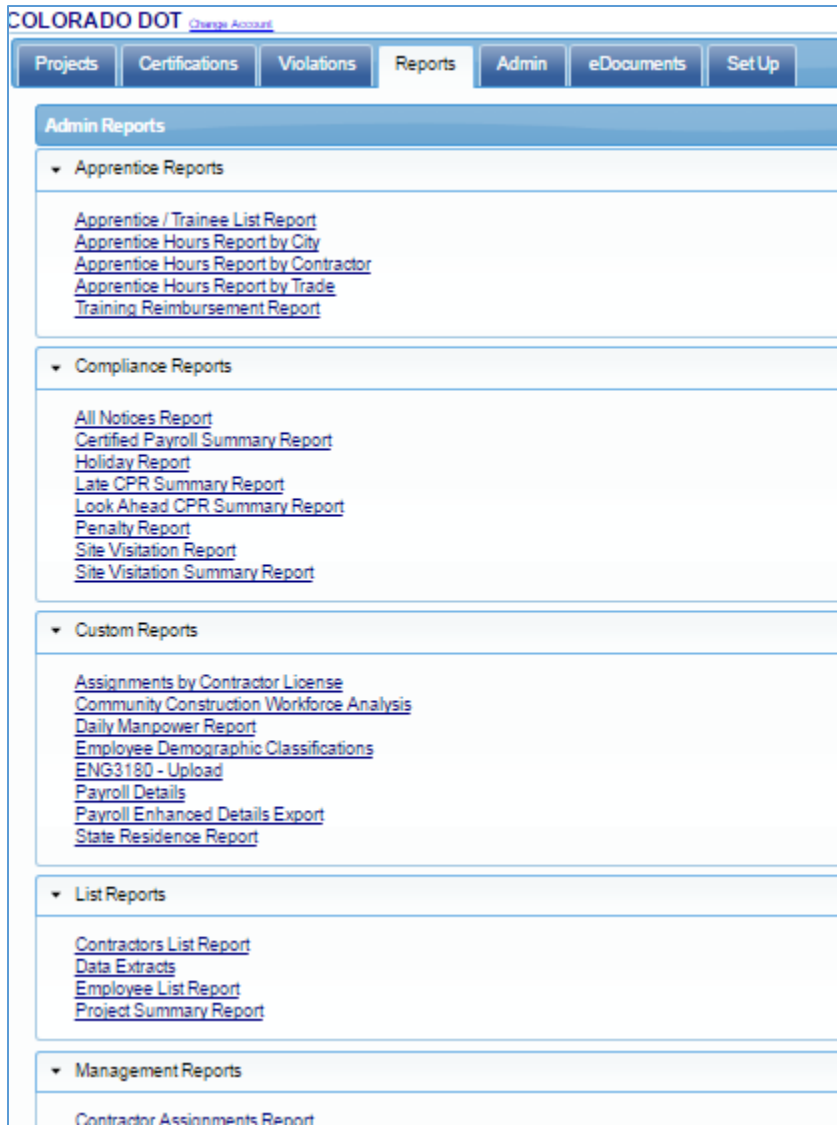 COLORADO DOT Change Account
Projects Certifications Violations Reports Admin eDocuments Set Up
Admin Reports
Apprentice Reports
Apprentice / Trainee List Report
Apprentice Hours Report by City
Apprentice Hours Report by Contractor
Apprentice Hours Report by Trade
Training Reimbursement Report
Compliance Reports
All Notices Report
Certified Payroll Summary Report
Holiday Report
Late CPR Summary Report
Look Ahead CPR Summary Report
Penalty Report
Site Visitation Report
Site Visitation Summary Report
Custom Reports
Assignments by Contractor License
Community Construction Workforce Analysis
Daily Manpower Report
Employee Demographic Classifications
ENG3180 - Upload
Payroll Details
Payroll Enhanced Details Export
State Residence Report
List Reports
Contractors List Report
Data Extracts
Employee List Report
Project Summary Report
Management Reports
Contractor Assignments Report